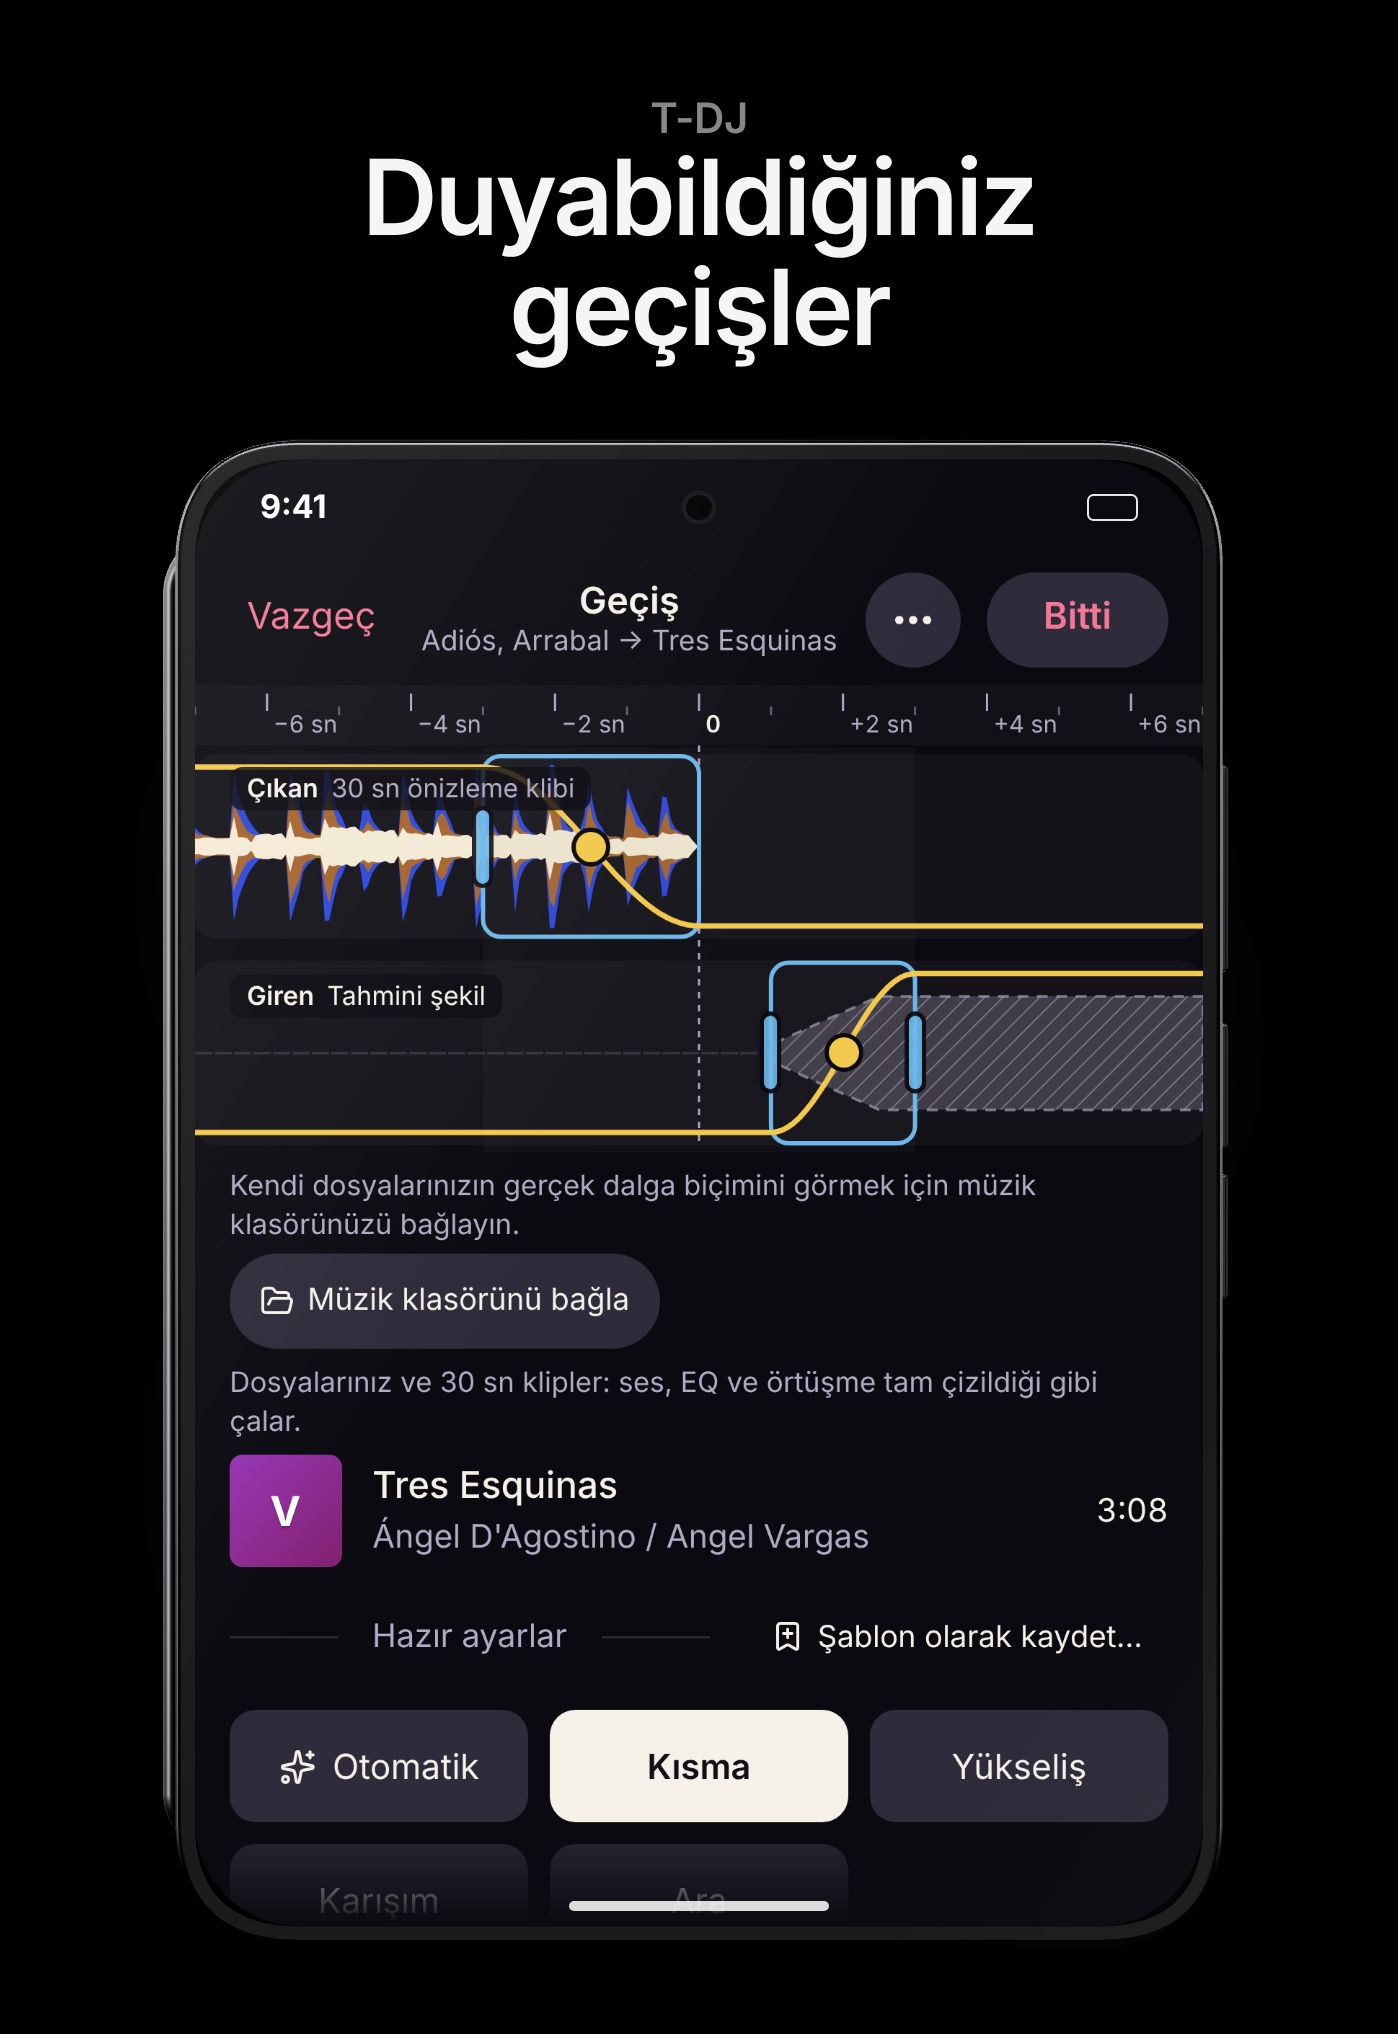 T-DJ
Duyabildiğiniz
geçişler
9:41
Vazgeç
Geçiş
Adiós, Arrabal → Tres Esquinas
Bitti
−6 sn −4 sn −2 sn 0 +2 sn +4 sn +6 sn
Çıkan 30 sn önizleme klibi
Giren Tahmini şekil
Kendi dosyalarınızın gerçek dalga biçimini görmek için müzik
klasörünüzü bağlayın.
Müzik klasörünü bağla
Dosyalarınız ve 30 sn klipler: ses, EQ ve örtüşme tam çizildiği gibi
çalar.
V
Tres Esquinas
Ángel D'Agostino / Angel Vargas
3:08
Hazır ayarlar
Şablon olarak kaydet...
Otomatik
Kısma
Yükseliş
Karışım
Ara